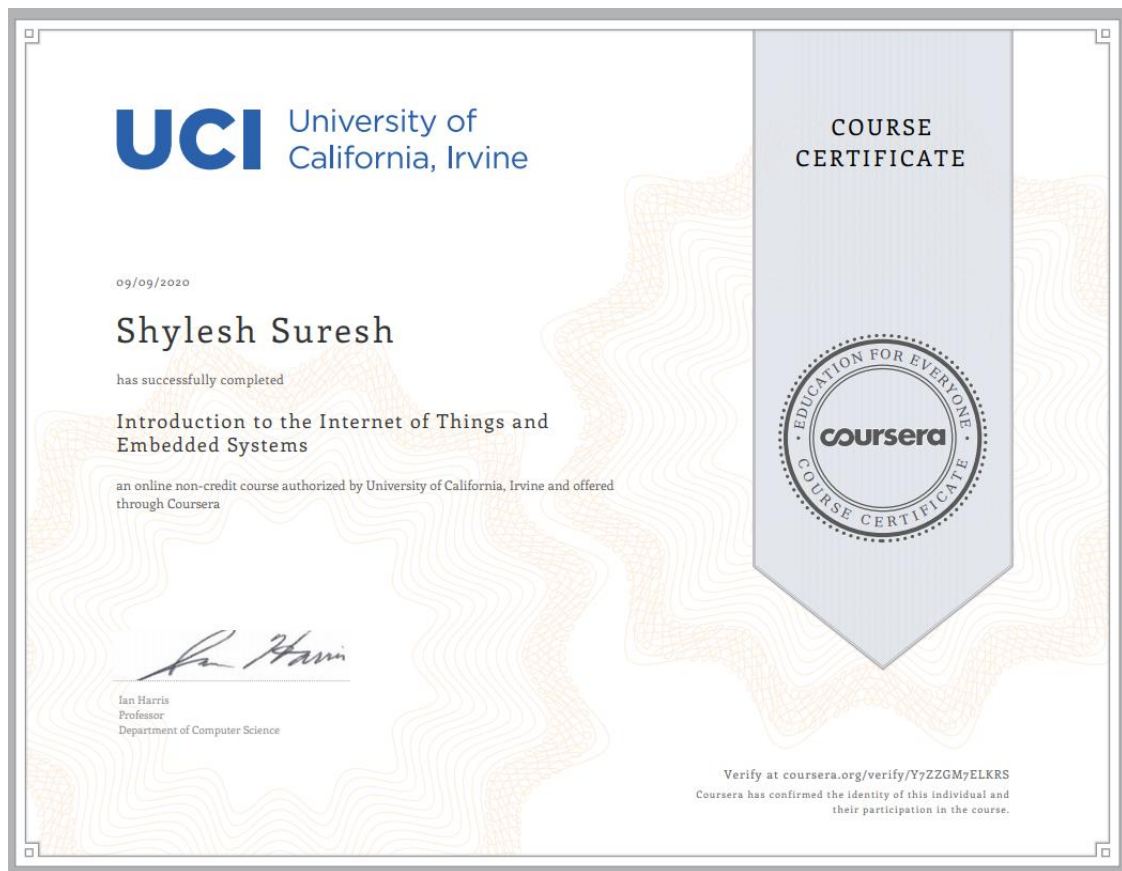 UCI University of
California, Irvine
COURSE
CERTIFICATE
09/09/2020
Shylesh Suresh
has successfully completed
Introduction to the Internet of Things and
Embedded Systems
an online non-credit course authorized by University of California, Irvine and offered
through Coursera
EDUCATION FOR EVERYONE
coursera
COURSE CERTIFICATE
Ian Harris
Ian Harris
Professor
Department of Computer Science
Verify at coursera.org/verify/Y7ZZGM7ELKRS
Coursera has confirmed the identity of this individual and
their participation in the course.